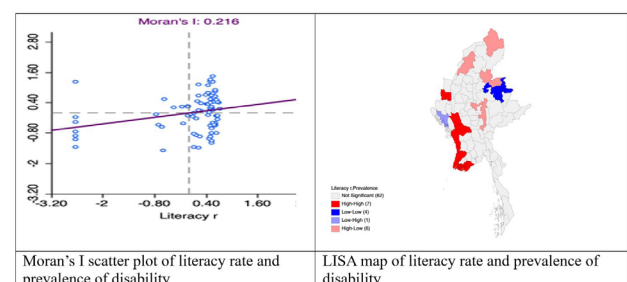 Moran's I: 0.216
2.80
1.60
0.40
-0.80
-2
-3.20
-3.20 -2 -0.80 0.40 1.60
Literacy r
Literacy r,Prevalence
Not Significant (62)
High-High (7)
Low-Low (4)
Low-High (1)
High-Low (6)
Moran's I scatter plot of literacy rate and
prevalence of disability
LISA map of literacy rate and prevalence of
disability